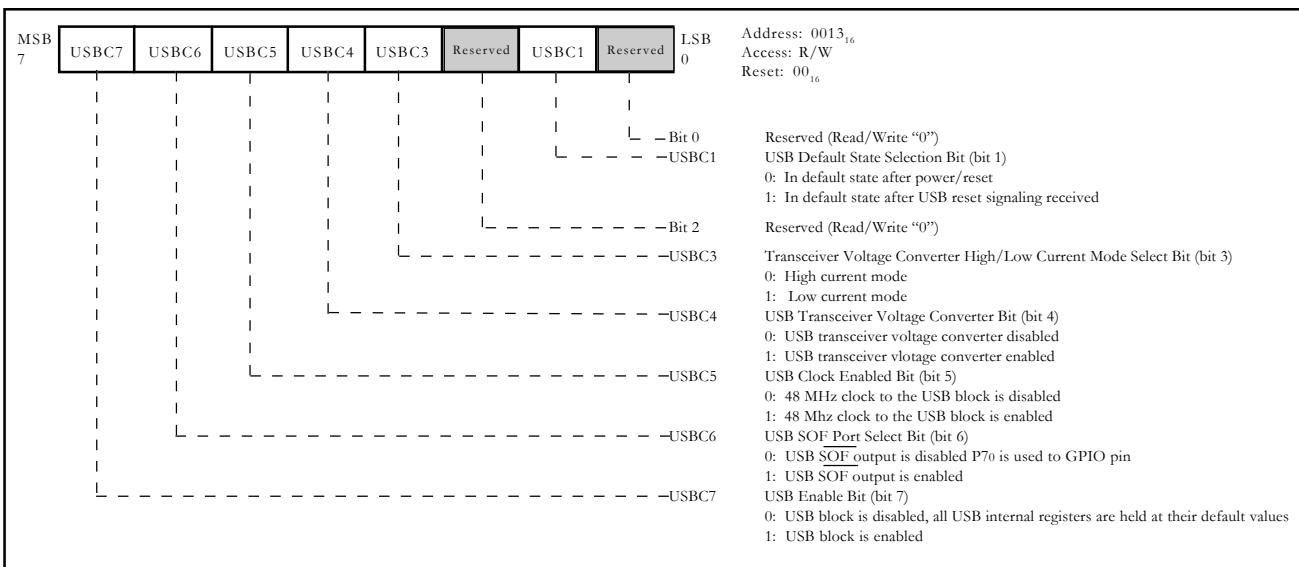 MSB
7
USBC7 USBC6 USBC5 USBC4 USBC3 Reserved USBC1 Reserved
LSB
0
Address: 0013₁₆
Access: R/W
Reset: 00₁₆
Bit 0 Reserved (Read/Write “0”)
USBC1 USB Default State Selection Bit (bit 1)
0: In default state after power/reset
1: In default state after USB reset signaling received
Bit 2 Reserved (Read/Write “0”)
USBC3 Transceiver Voltage Converter High/Low Current Mode Select Bit (bit 3)
0: High current mode
1: Low current mode
USBC4 USB Transceiver Voltage Converter Bit (bit 4)
0: USB transceiver voltage converter disabled
1: USB transceiver vlotage converter enabled
USBC5 USB Clock Enabled Bit (bit 5)
0: 48 MHz clock to the USB block is disabled
1: 48 Mhz clock to the USB block is enabled
USBC6 USB SOF Port Select Bit (bit 6)
0: USB S̅O̅F̅ output is disabled P70 is used to GPIO pin
1: USB S̅O̅F̅ output is enabled
USBC7 USB Enable Bit (bit 7)
0: USB block is disabled, all USB internal registers are held at their default values
1: USB block is enabled